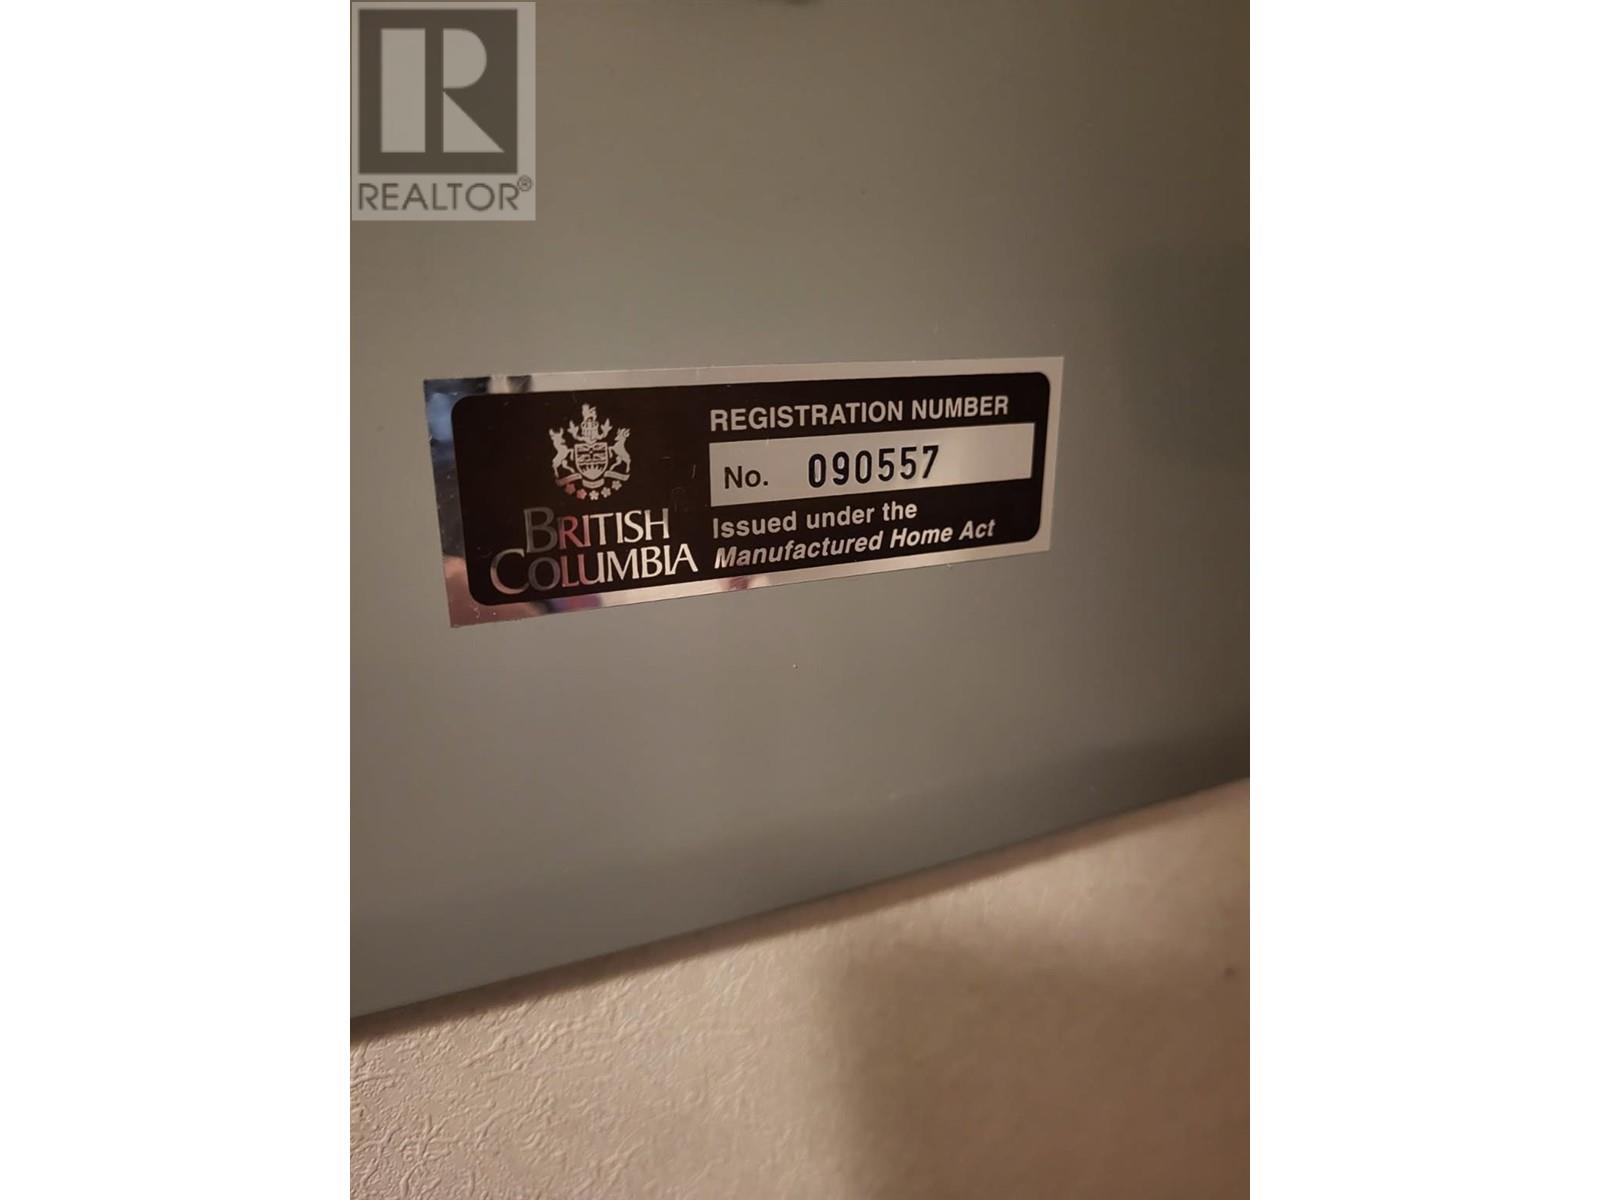 REALTOR®
REGISTRATION NUMBER
No. 090557
Issued under the
Manufactured Home Act
BRITISH
COLUMBIA